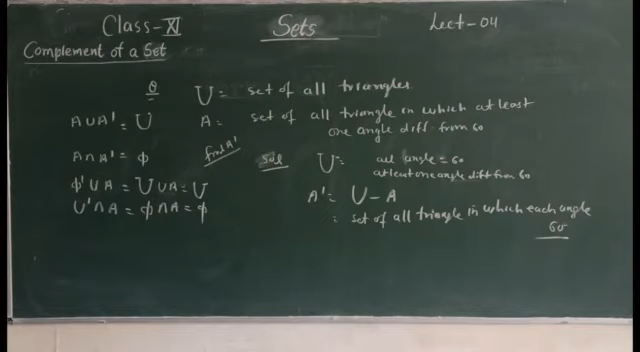 Class-XI Sets Lect-04
Complement of a Set
Q U = set of all triangles
A∪A' = U
A∩A' = φ
φ'∪A = U∪A = U
U'∩A = φ∩A = φ
A = set of all triangle in which at least
one angle diff. from 60
find A'
Sol U = all angle = 60
at least one angle diff from 60
A' = U - A
= set of all triangle in which each angle
60